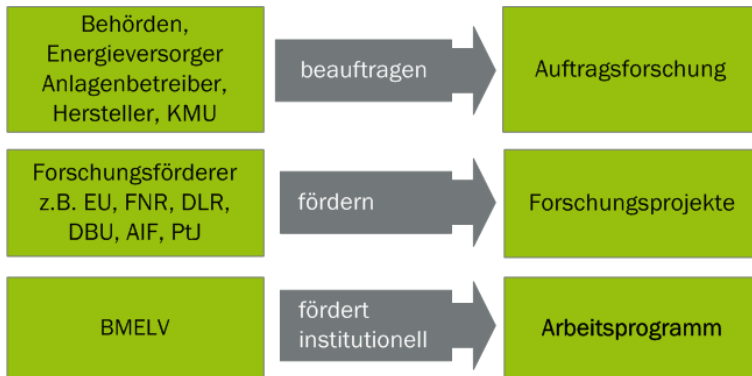 Behörden,
Energieversorger
Anlagenbetreiber,
Hersteller, KMU
beauftragen
Auftragsforschung
Forschungsförderer
z.B. EU, FNR, DLR,
DBU, AIF, PtJ
fördern
Forschungsprojekte
BMELV
fördert
institutionell
Arbeitsprogramm